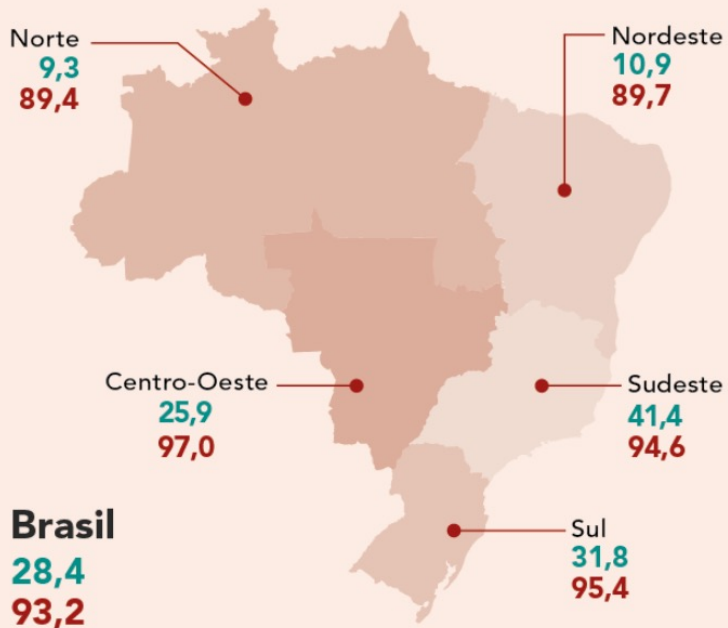 Norte
9,3
89,4
Nordeste
10,9
89,7
Centro-Oeste
25,9
97,0
Sudeste
41,4
94,6
Sul
31,8
95,4
Brasil
28,4
93,2